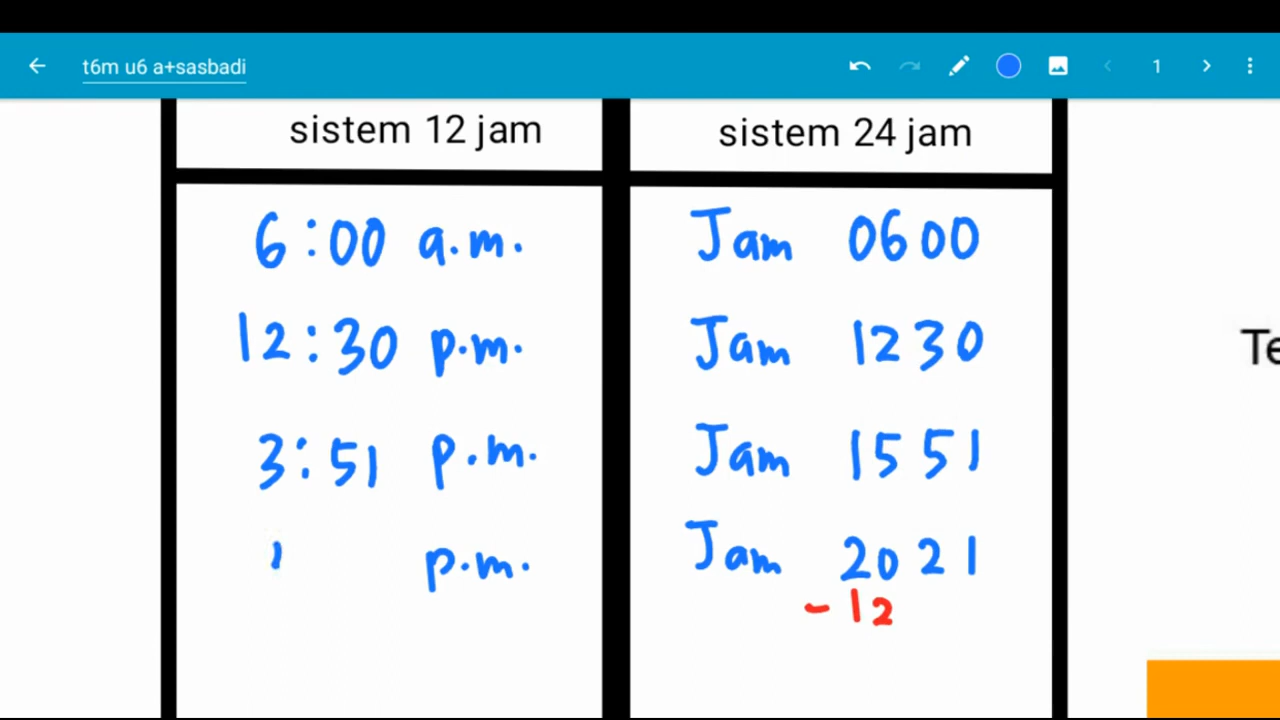 t6m u6 a+sasbadi
1
sistem 12 jam
sistem 24 jam
6:00 a.m.
Jam 0600
12:30 p.m.
Jam 1230
3:51 p.m.
Jam 1551
p.m.
Jam 2021
- 12